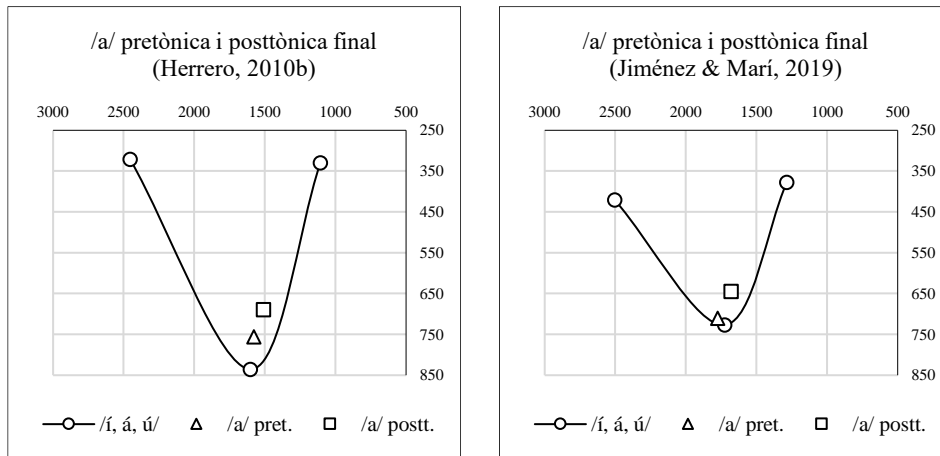 /a/ pretònica i posttònica final
(Herrero, 2010b)
3000 2500 2000 1500 1000 500
250
350
450
550
650
750
850
/í, á, ú/ /a/ pret. /a/ postt.
/a/ pretònica i posttònica final
(Jiménez & Marí, 2019)
3000 2500 2000 1500 1000 500
250
350
450
550
650
750
850
/í, á, ú/ /a/ pret. /a/ postt.